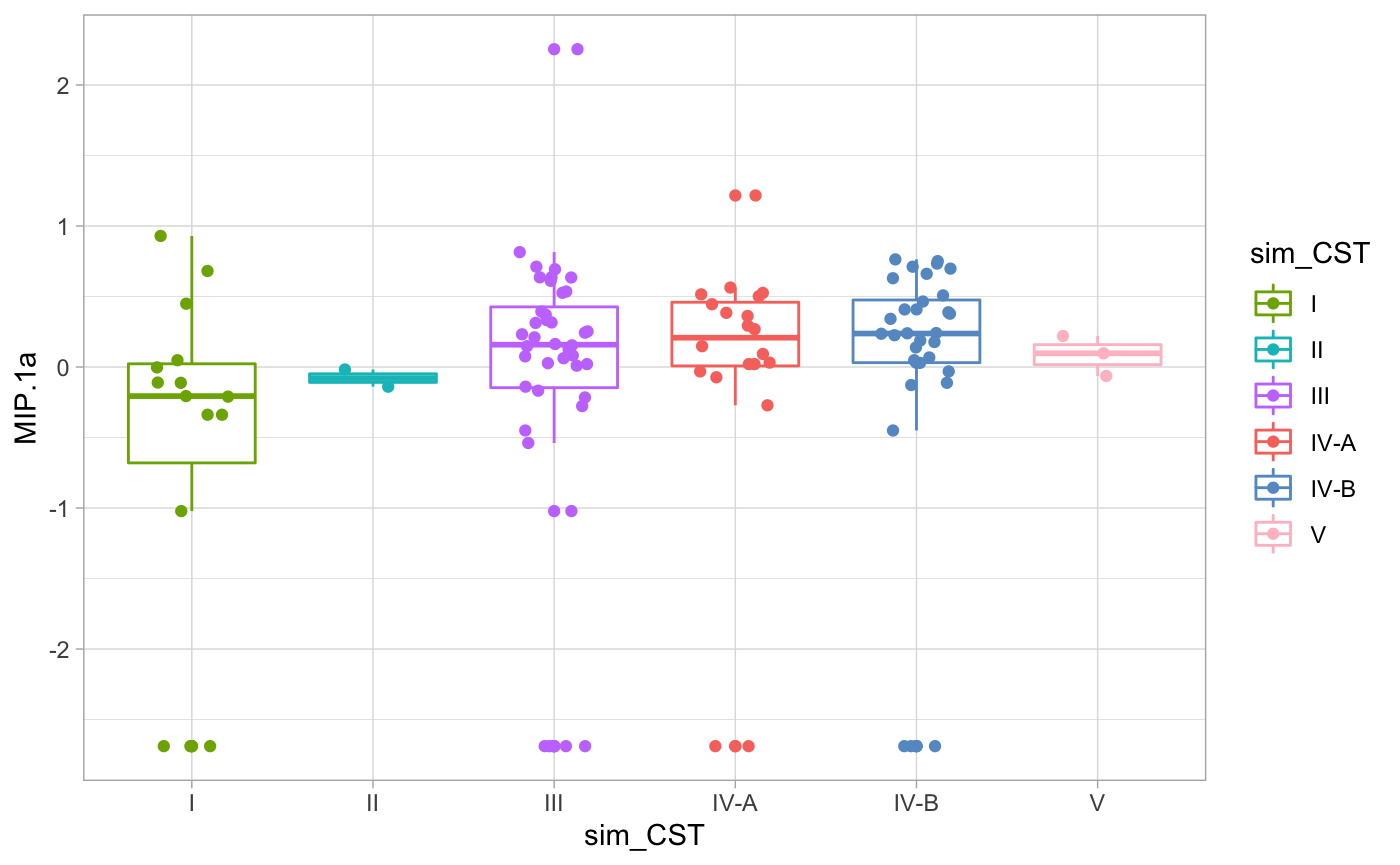 MIP.1a
2
1
0
-1
-2
I II III IV-A IV-B V
sim_CST
sim_CST
I
II
III
IV-A
IV-B
V